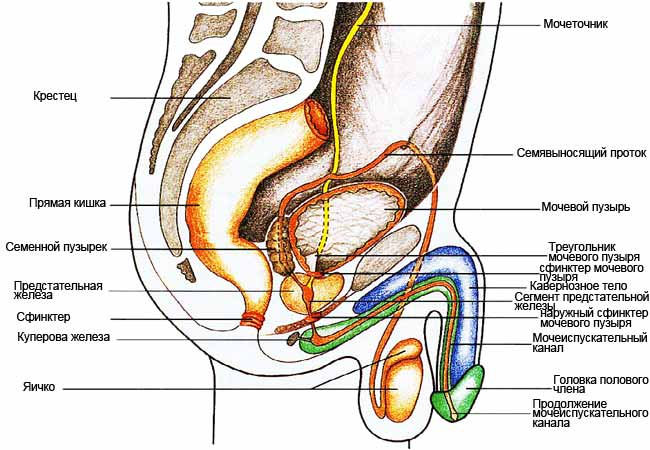 Мочеточник
Крестец
Семявыносящий проток
Прямая кишка
Мочевой пузырь
Семенной пузырек
Треугольник
мочевого пузыря
сфинктер мочевого
пузыря
Предстательная
железа
Кавернозное тело
Сегмент предстательной
железы
Сфинктер
наружный сфинктер
мочевого пузыря
Куперова железа
Мочеиспускательный
канал
Яичко
Головка полового
члена
Продолжение
мочеиспускательного
канала